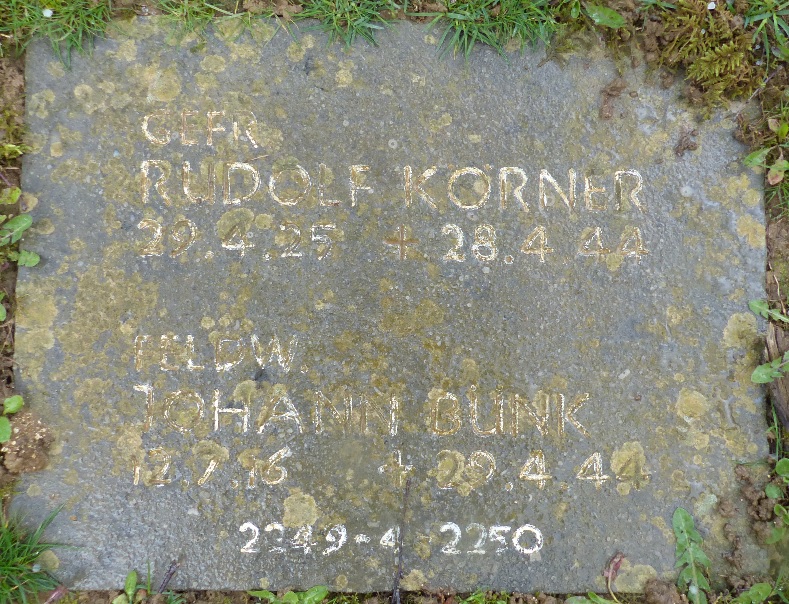 GEFR
RUDOLF KÖRNER
29.4.25 + 28.4 44
FELDW.
JOHANN BUNK
12.7.16 + 29.4.44
2249-4 2250